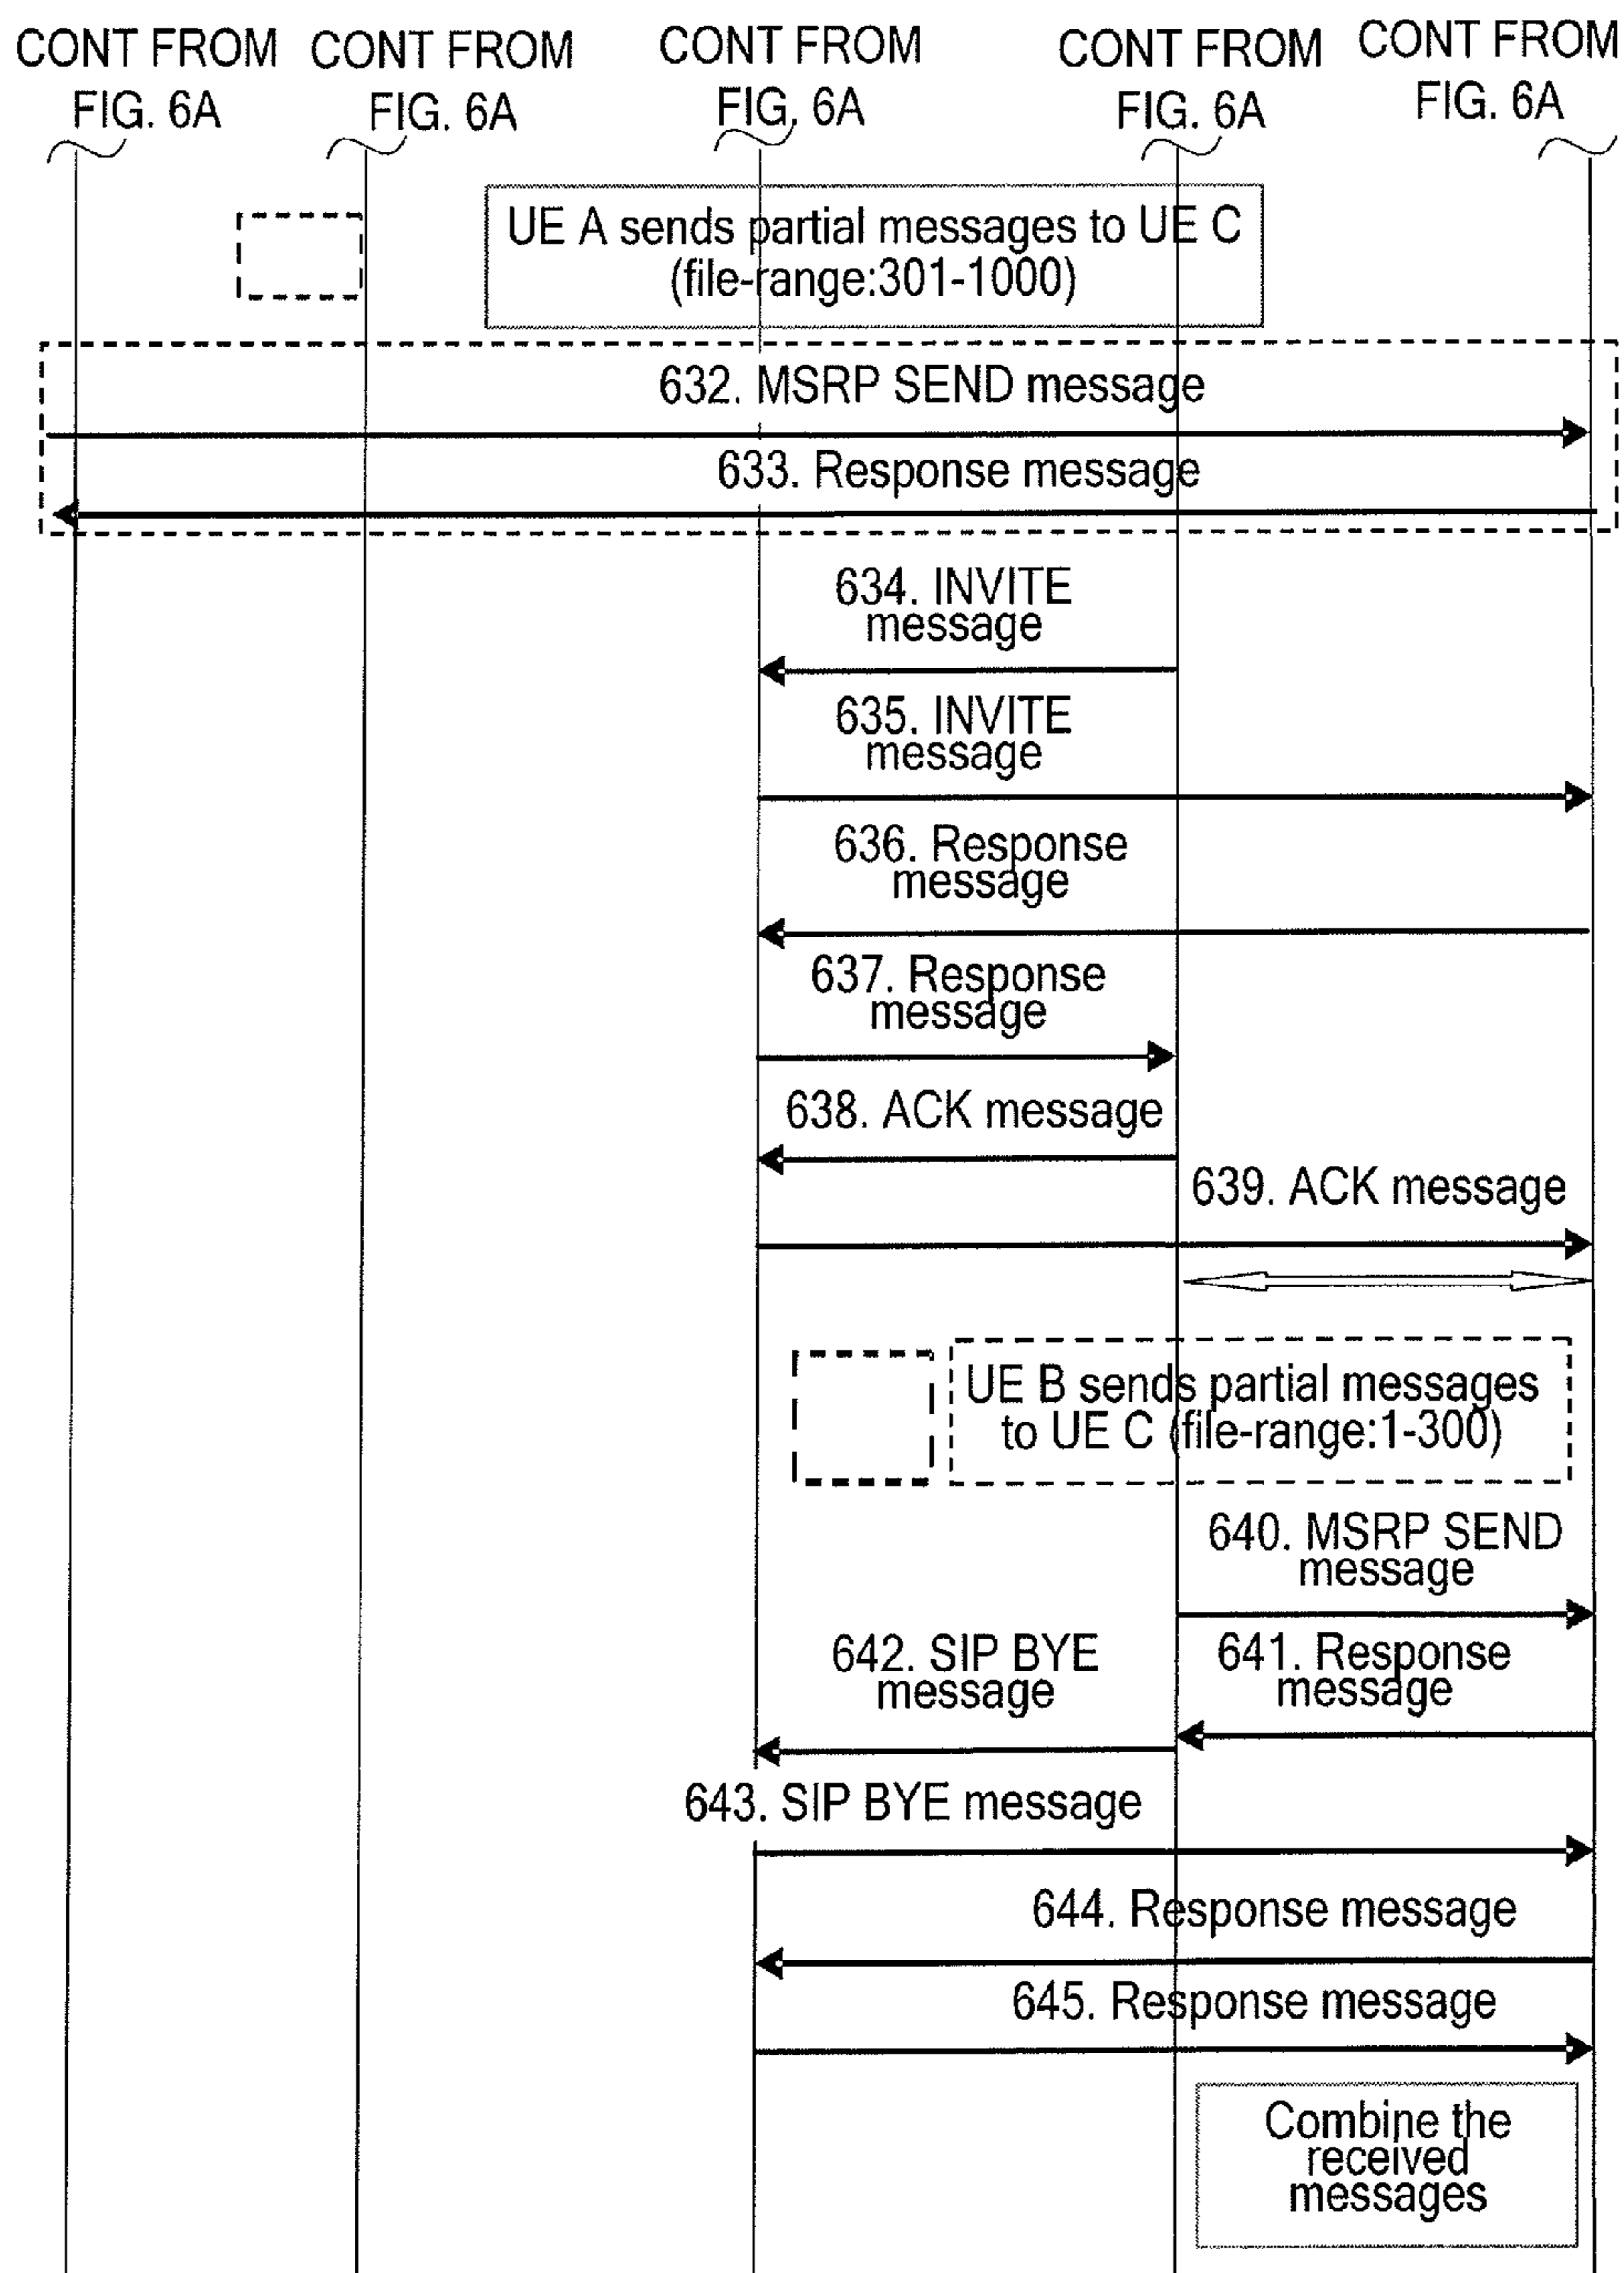 CONT FROM FIG. 6A
CONT FROM FIG. 6A
CONT FROM FIG. 6A
CONT FROM FIG. 6A
CONT FROM FIG. 6A
UE A sends partial messages to UE C
(file-range:301-1000)
632. MSRP SEND message
633. Response message
634. INVITE
message
635. INVITE
message
636. Response
message
637. Response
message
638. ACK message
639. ACK message
UE B sends partial messages
to UE C (file-range:1-300)
640. MSRP SEND
message
641. Response
message
642. SIP BYE
message
643. SIP BYE message
644. Response message
645. Response message
Combine the
received
messages